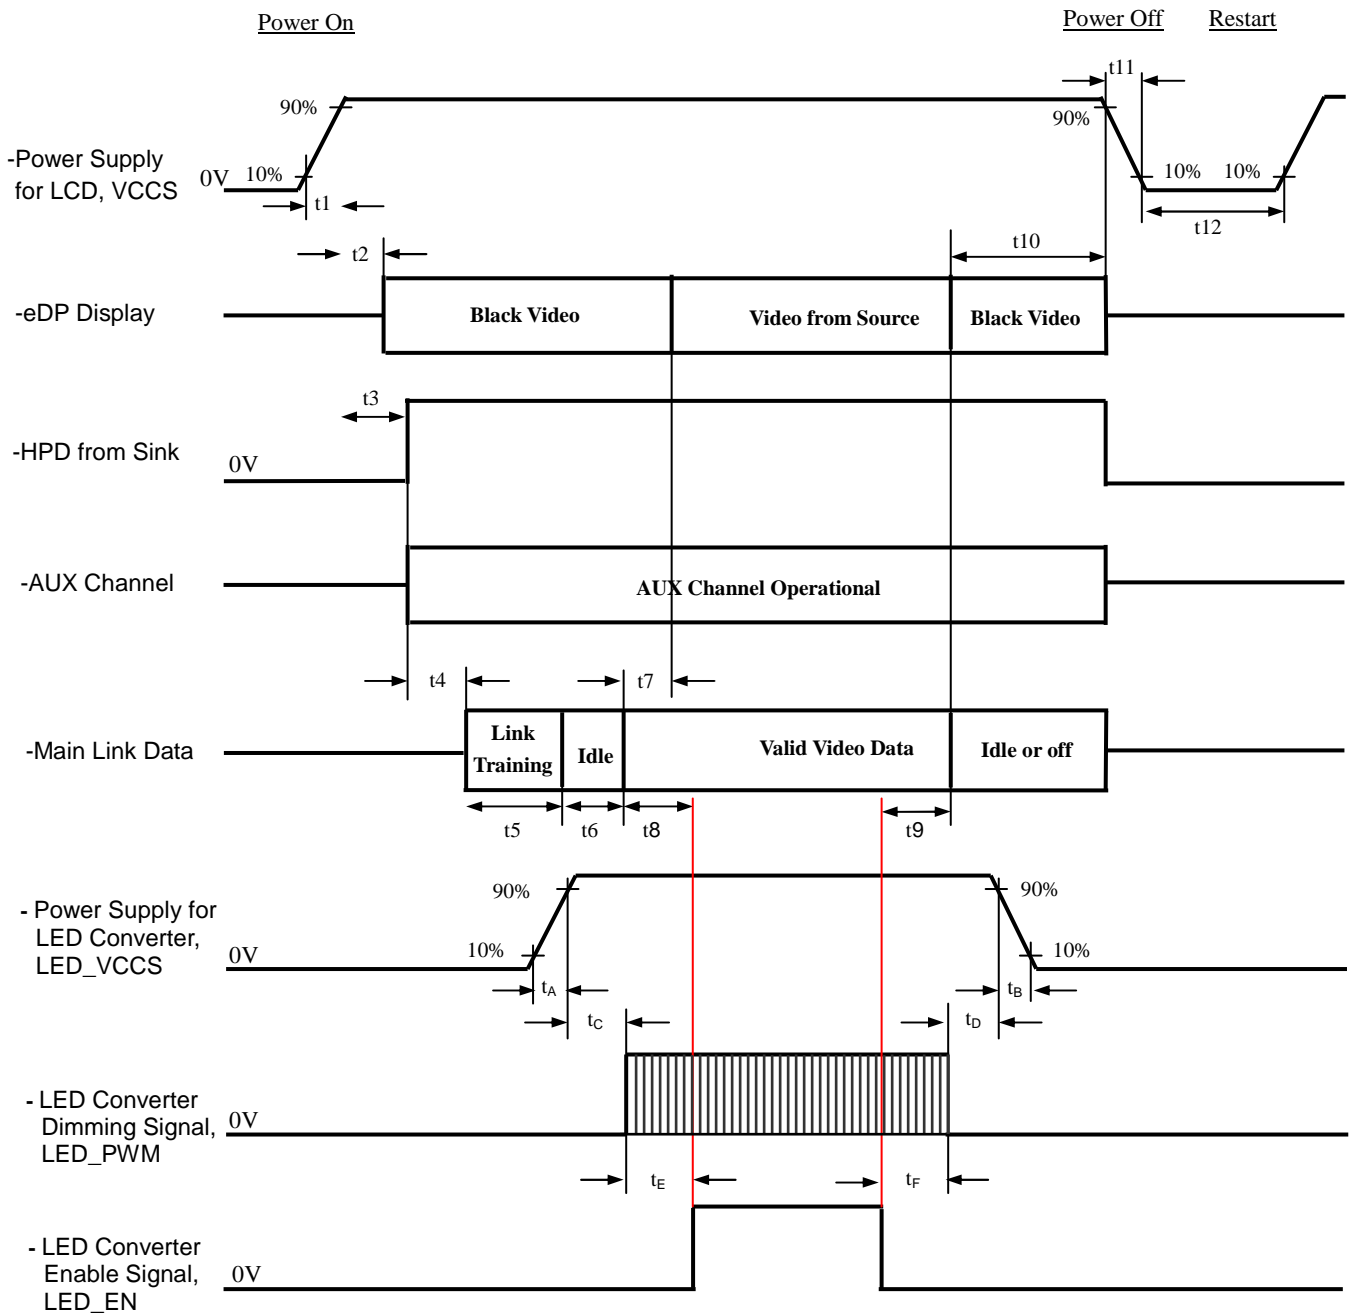 Power On
Power Off
Restart
t11
90%
90%
-Power Supply
for LCD, VCCS
0V
10%
10%
10%
t1
t12
t2
t10
-eDP Display
Black Video
Video from Source
Black Video
t3
-HPD from Sink
0V
-AUX Channel
AUX Channel Operational
t4
t7
-Main Link Data
Link
Training
Idle
Valid Video Data
Idle or off
t5
t6
t8
t9
90%
90%
- Power Supply for
LED Converter,
LED_VCCS
0V
10%
10%
tA
tB
tC
tD
- LED Converter
Dimming Signal,
LED_PWM
0V
tE
tF
- LED Converter
Enable Signal,
LED_EN
0V